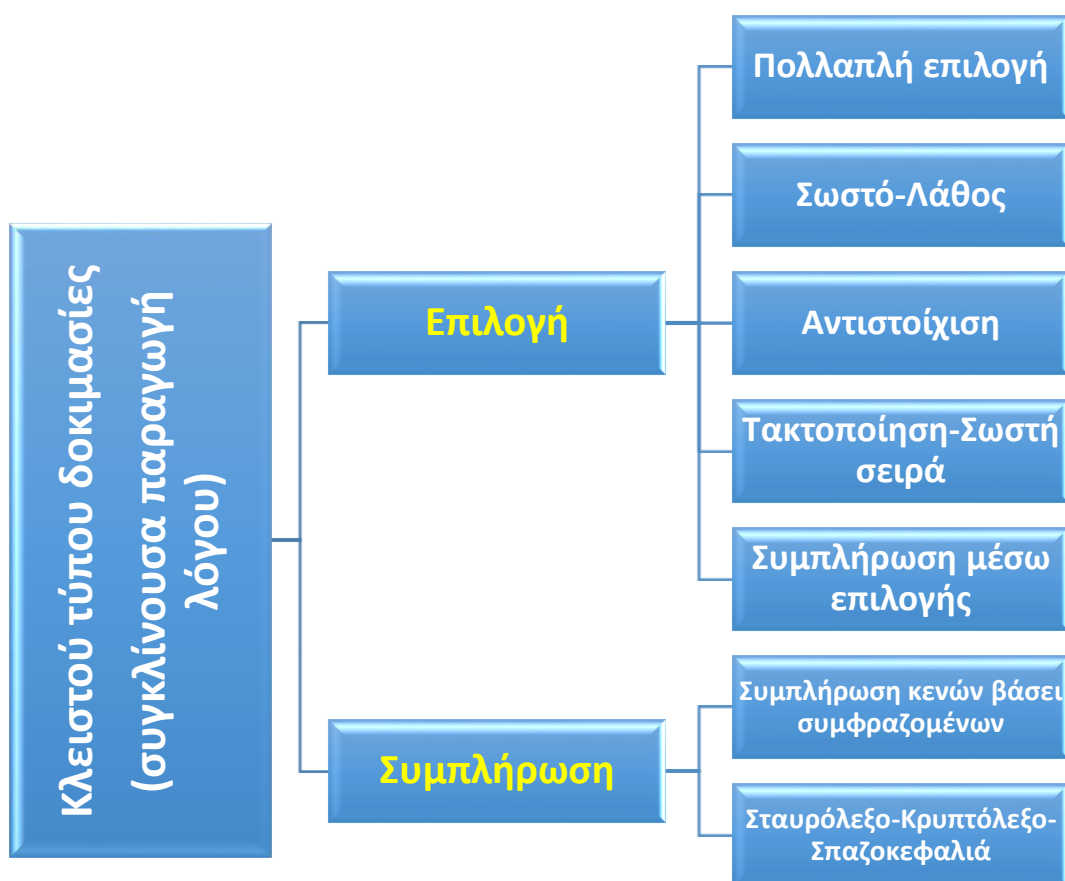 Κλειστού τύπου δοκιμασίες
(συγκλίνουσα παραγωγή
λόγου)
Επιλογή
Πολλαπλή επιλογή
Σωστό-Λάθος
Αντιστοίχιση
Τακτοποίηση-Σωστή
σειρά
Συμπλήρωση μέσω
επιλογής
Συμπλήρωση
Συμπλήρωση κενών βάσει
συμφραζομένων
Σταυρόλεξο-Κρυπτόλεξο-
Σπαζοκεφαλιά